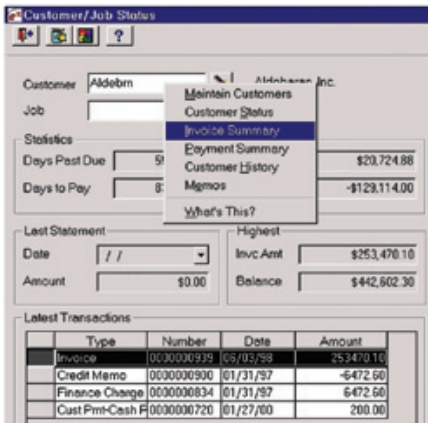 Customer/Job Status
?
Customer Aldebrn Inc.
Maintain Customers
Job
Customer Status
Invoice Summary
Statistics
Payment Summary
Days Past Due $20,724.88
Customer History
Days to Pay -$129,114.00
Memos
What's This?
Last Statement Highest
Date / / Invc Amt $253,470.10
Amount $0.00 Balance $442,602.30
Latest Transactions
Type Number Date Amount
Invoice 0000000939 06/03/98 253470.10
Credit Memo 0000000900 01/31/97 -6472.60
Finance Charge 0000000834 01/31/97 6472.60
Cust Pmt-Cash F 0000000720 01/27/00 200.00